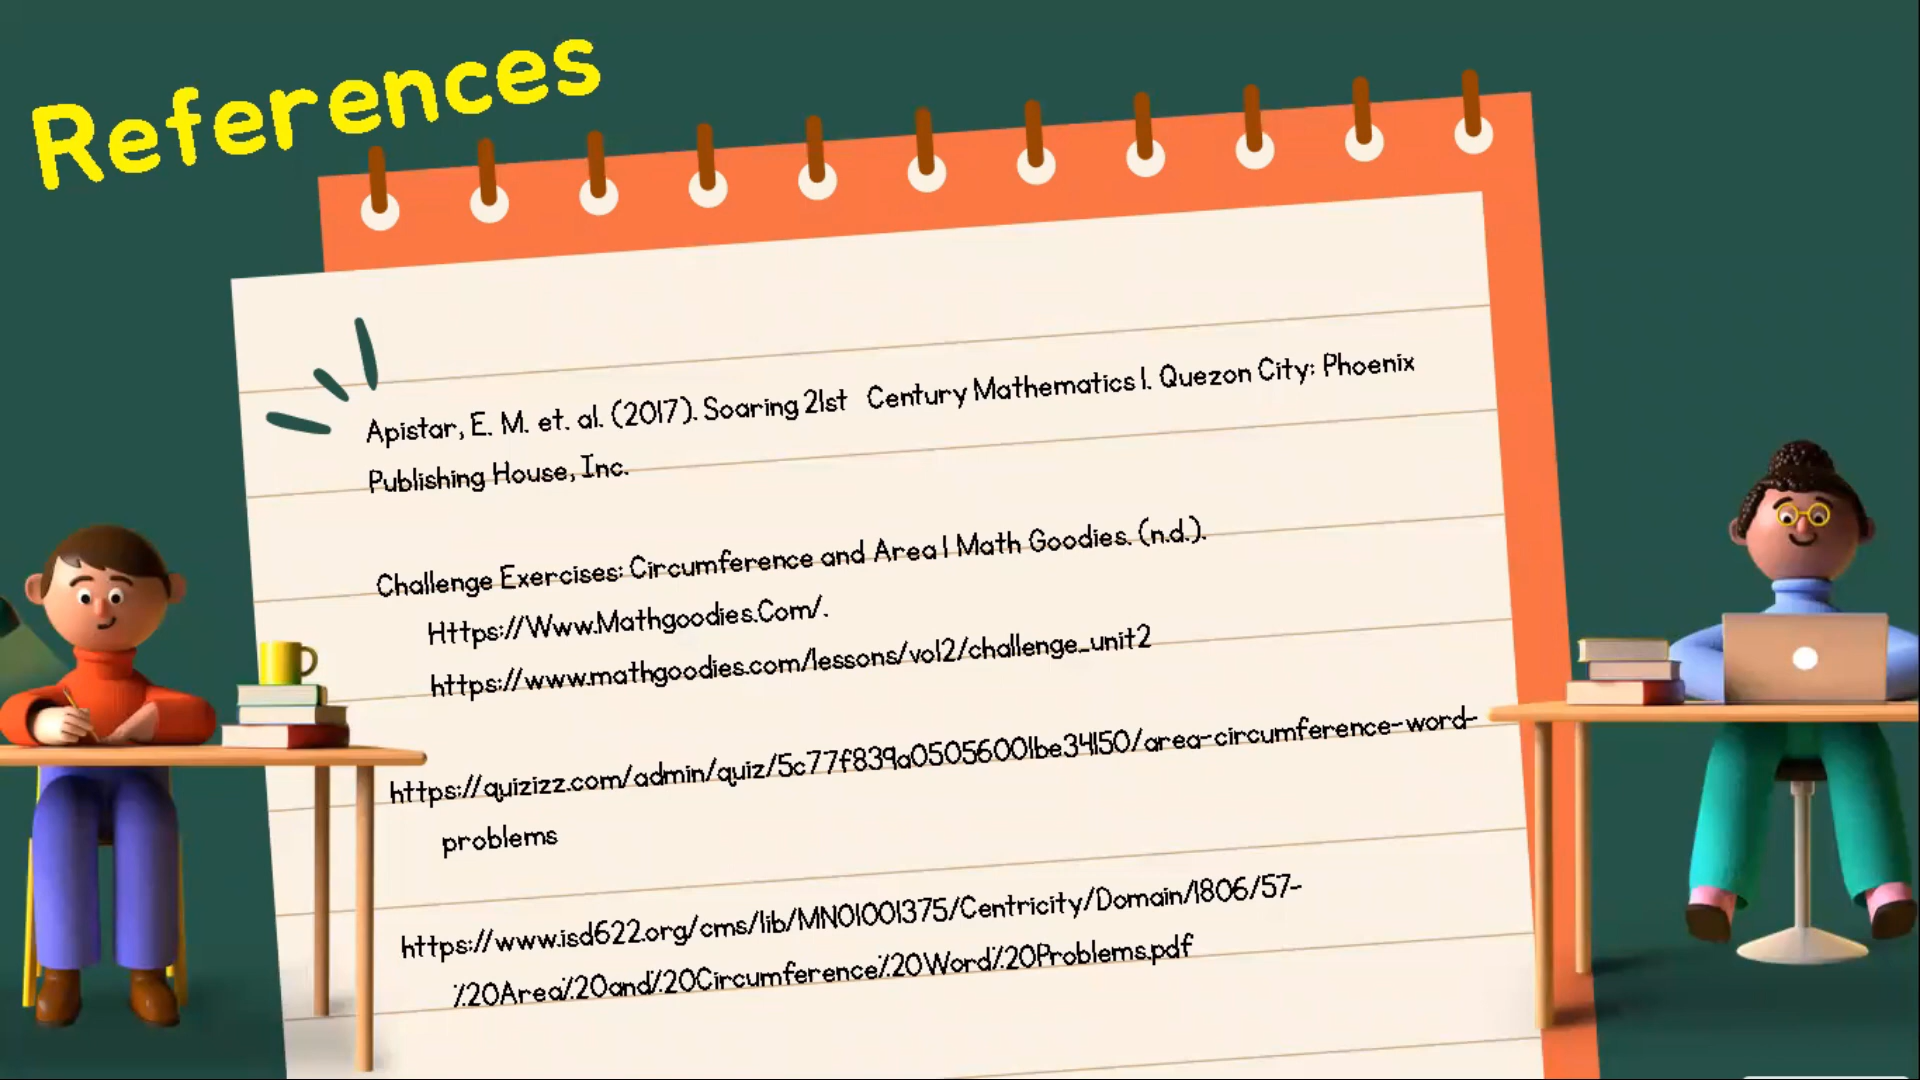 References
Apistar, E. M. et. al. (2017). Soaring 21st Century Mathematics 1. Quezon City: Phoenix
Publishing House, Inc.
Challenge Exercises: Circumference and Area | Math Goodies. (n.d.).
Https://Www.Mathgoodies.Com/.
https://www.mathgoodies.com/lessons/vol2/challenge_unit2
https://quizizz.com/admin/quiz/5c77f839a05056001be34150/area-circumference-word-
problems
https://www.isd622.org/cms/lib/MN01001375/Centricity/Domain/1806/57-
%20Area%20and%20Circumference%20Word%20Problems.pdf